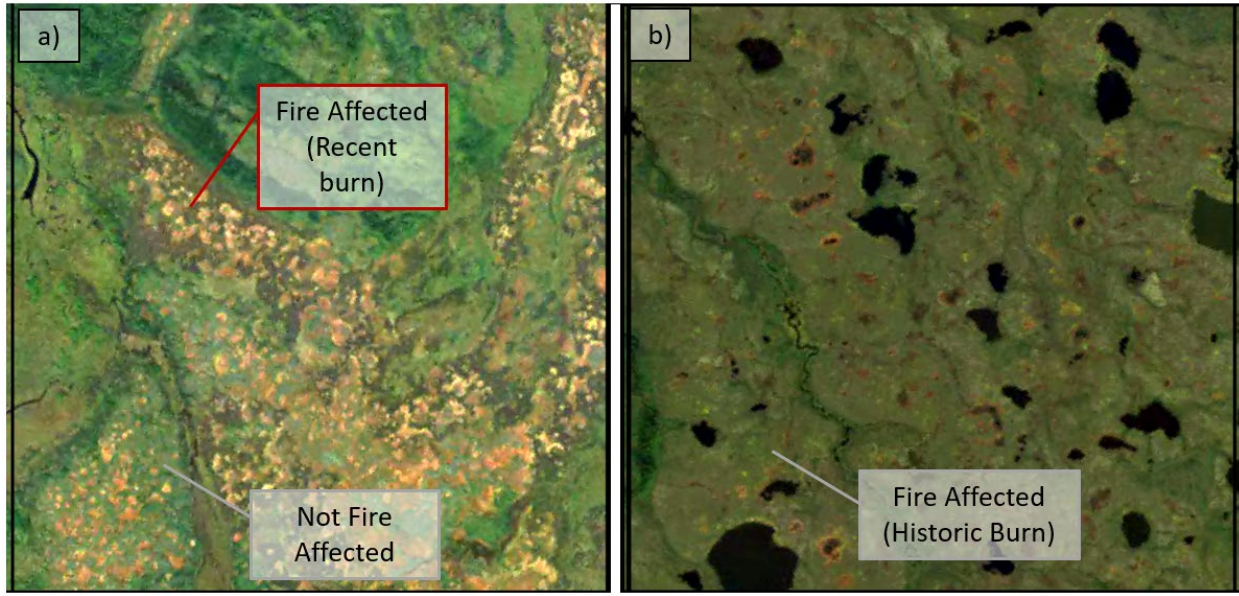 a)
Fire Affected
(Recent
burn)
Not Fire
Affected
b)
Fire Affected
(Historic Burn)